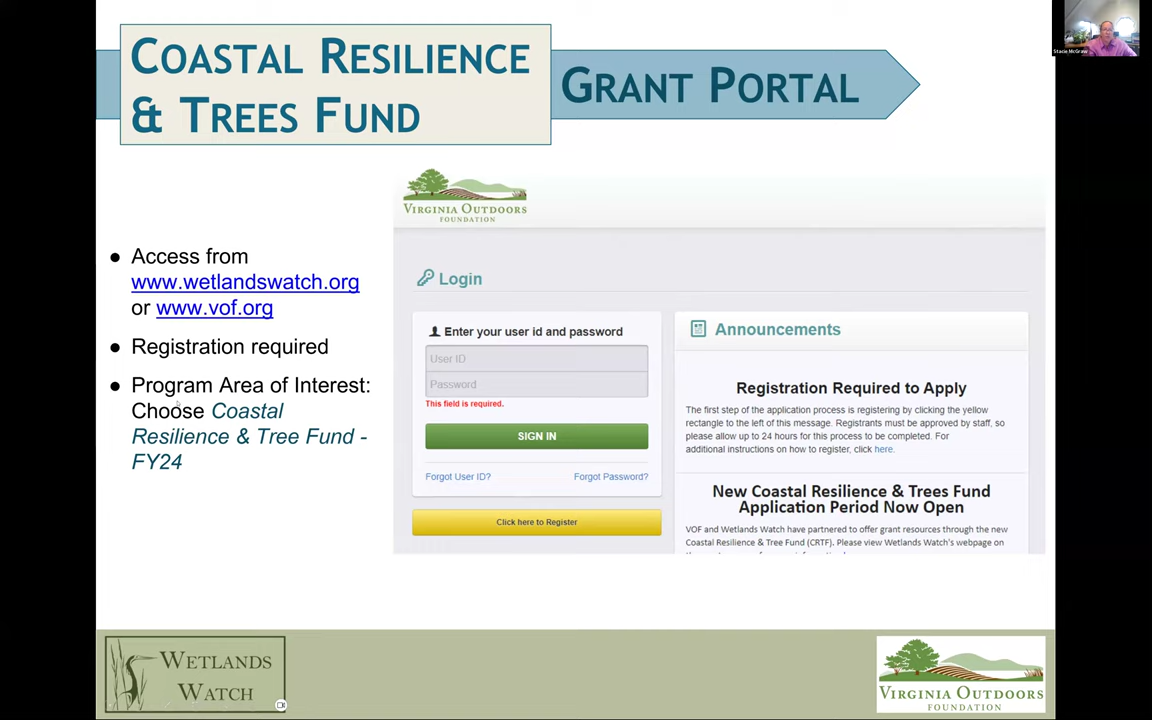 COASTAL RESILIENCE
& TREES FUND
GRANT PORTAL
Stacie McGraw
VIRGINIA OUTDOORS
FOUNDATION
● Access from
www.wetlandswatch.org
or www.vof.org
● Registration required
● Program Area of Interest:
Choose Coastal
Resilience & Tree Fund -
FY24
Login
Enter your user id and password
User ID
Password
This field is required.
SIGN IN
Forgot User ID? Forgot Password?
Click here to Register
Announcements
Registration Required to Apply
The first step of the application process is registering by clicking the yellow
rectangle to the left of this message. Registrants must be approved by staff, so
please allow up to 24 hours for this process to be completed. For
additional instructions on how to register, click here.
New Coastal Resilience & Trees Fund
Application Period Now Open
VOF and Wetlands Watch have partnered to offer grant resources through the new
Coastal Resilience & Tree Fund (CRTF). Please view Wetlands Watch's webpage on
WETLANDS
WATCH
VIRGINIA OUTDOORS
FOUNDATION